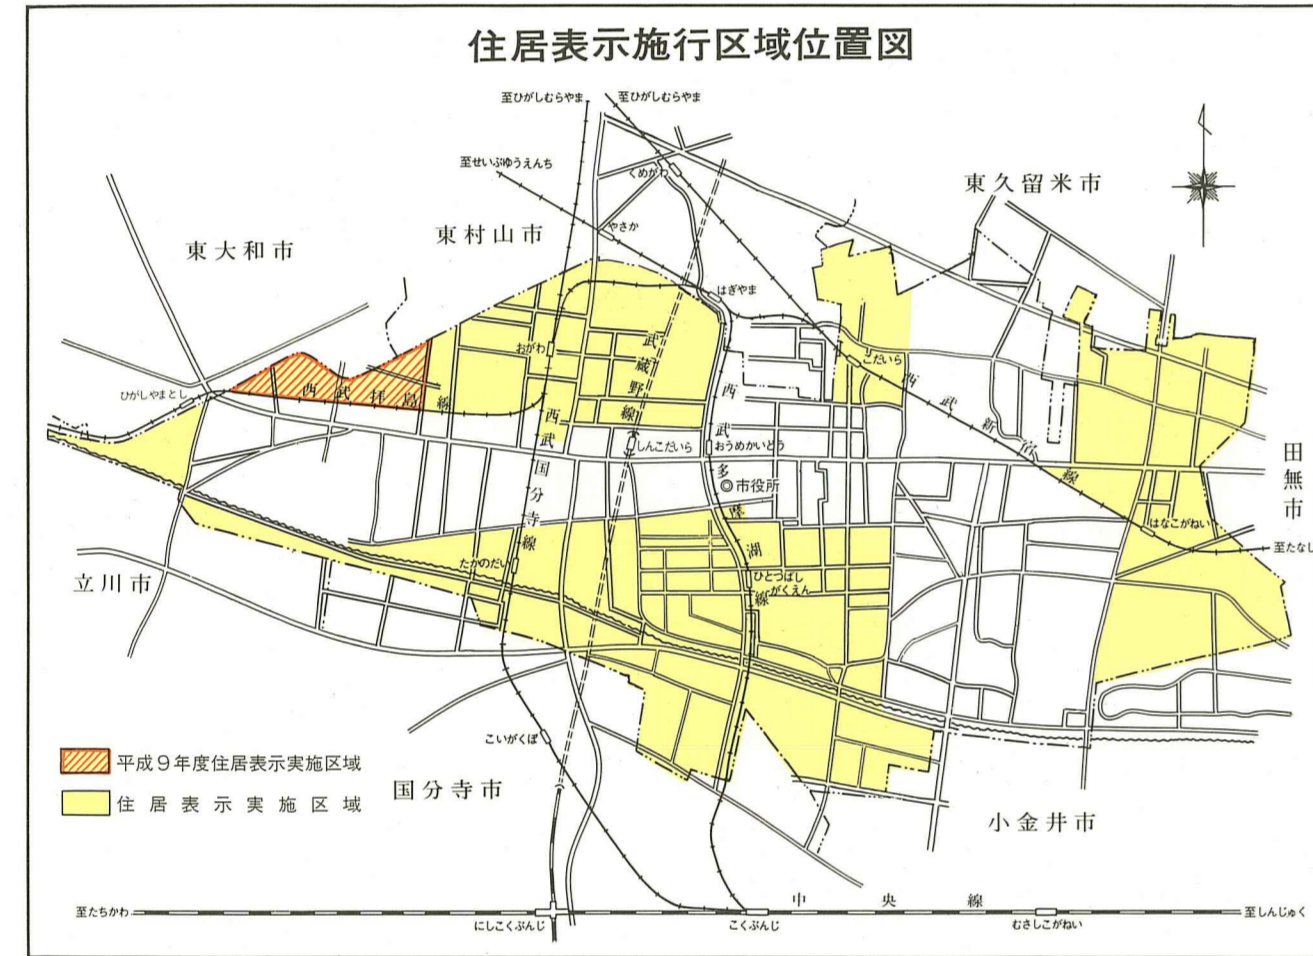 住居表示施行区域位置図
至ひがしむらやま
至ひがしむらやま
至せいぶゆうえんち
くめがわ
東久留米市
東村山市
やさか
東大和市
はぎやま
おがわ
武蔵野線
こだいら
ひがしやまとし
西武拝島線
西武新宿線
西武国分寺線
しんこだいら
おうめかいどう
西武多摩湖線
◎市役所
田無市
はなこがねい
至たなし
たかのだい
ひとつばし
がくえん
立川市
こいがくぼ
平成9年度住居表示実施区域
住居表示実施区域
国分寺市
小金井市
中央線
至たちかわ
至しんじゅく
にしこくぶんじ
こくぶんじ
むさしこがねい